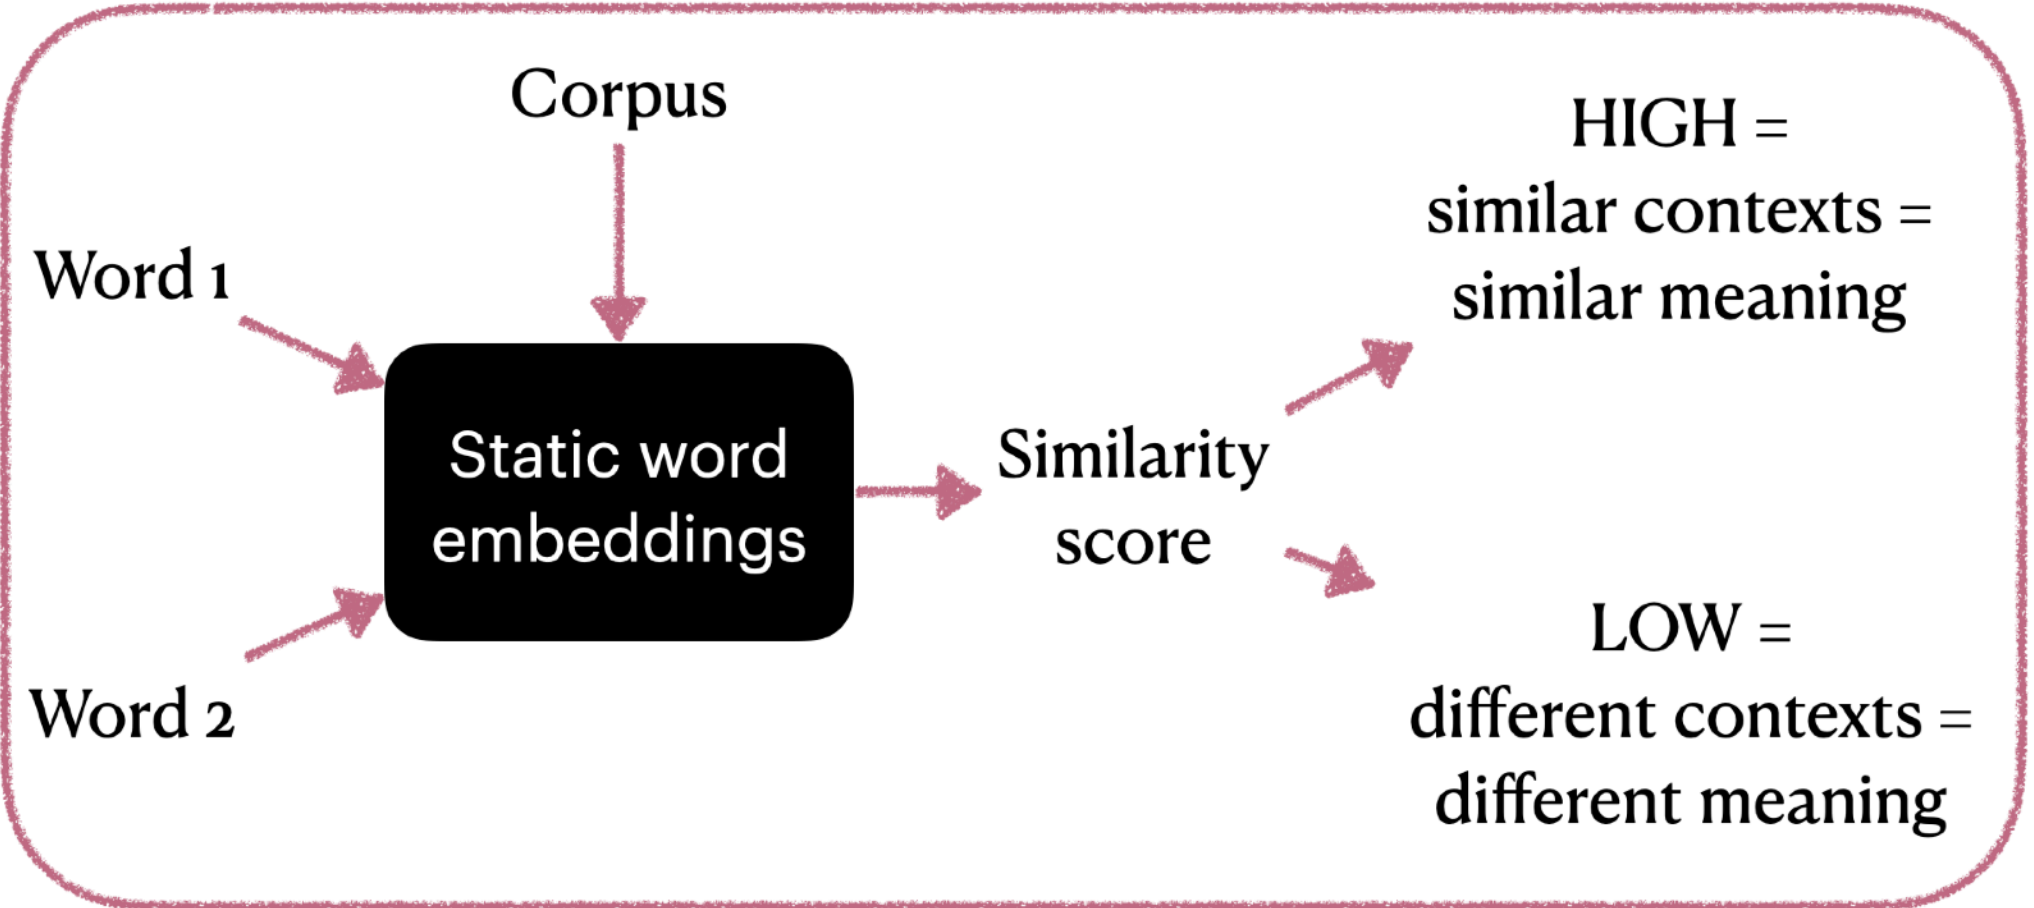 Corpus
Word 1
Word 2
Static word
embeddings
Similarity
score
HIGH =
similar contexts =
similar meaning
LOW =
different contexts =
different meaning